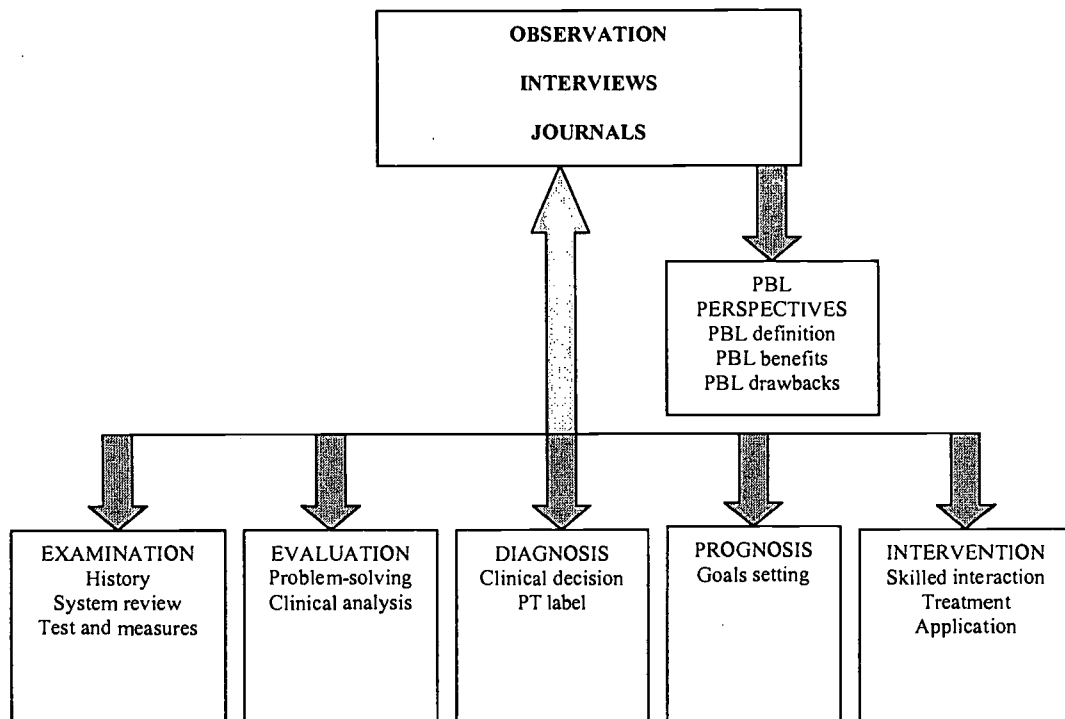 OBSERVATION
INTERVIEWS
JOURNALS
PBL
PERSPECTIVES
PBL definition
PBL benefits
PBL drawbacks
EXAMINATION
History
System review
Test and measures
EVALUATION
Problem-solving
Clinical analysis
DIAGNOSIS
Clinical decision
PT label
PROGNOSIS
Goals setting
INTERVENTION
Skilled interaction
Treatment
Application